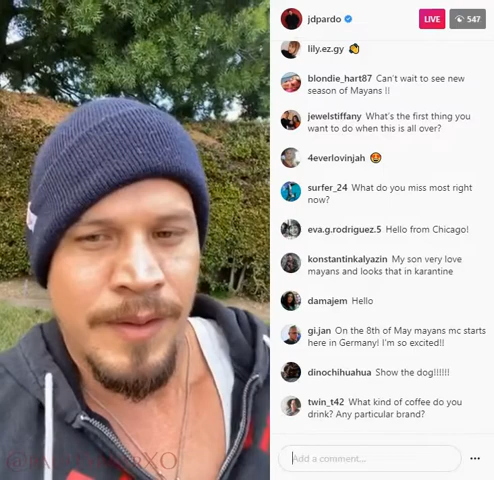 jdpardo
LIVE
547
lily.ez.gy 👏
blondie_hart87 Can't wait to see new
season of Mayans !!
jewelstiffany What's the first thing you
want to do when this is all over?
4everlovinjah 😍
surfer_24 What do you miss most right
now?
eva.g.rodriguez.5 Hello from Chicago!
konstantinkalyazin My son very love
mayans and looks that in karantine
damajem Hello
gi.jan On the 8th of May mayans mc starts
here in Germany! I'm so excited!!
dinochihuahua Show the dog!!!!!!
twin_t42 What kind of coffee do you
drink? Any particular brand?
Add a comment...